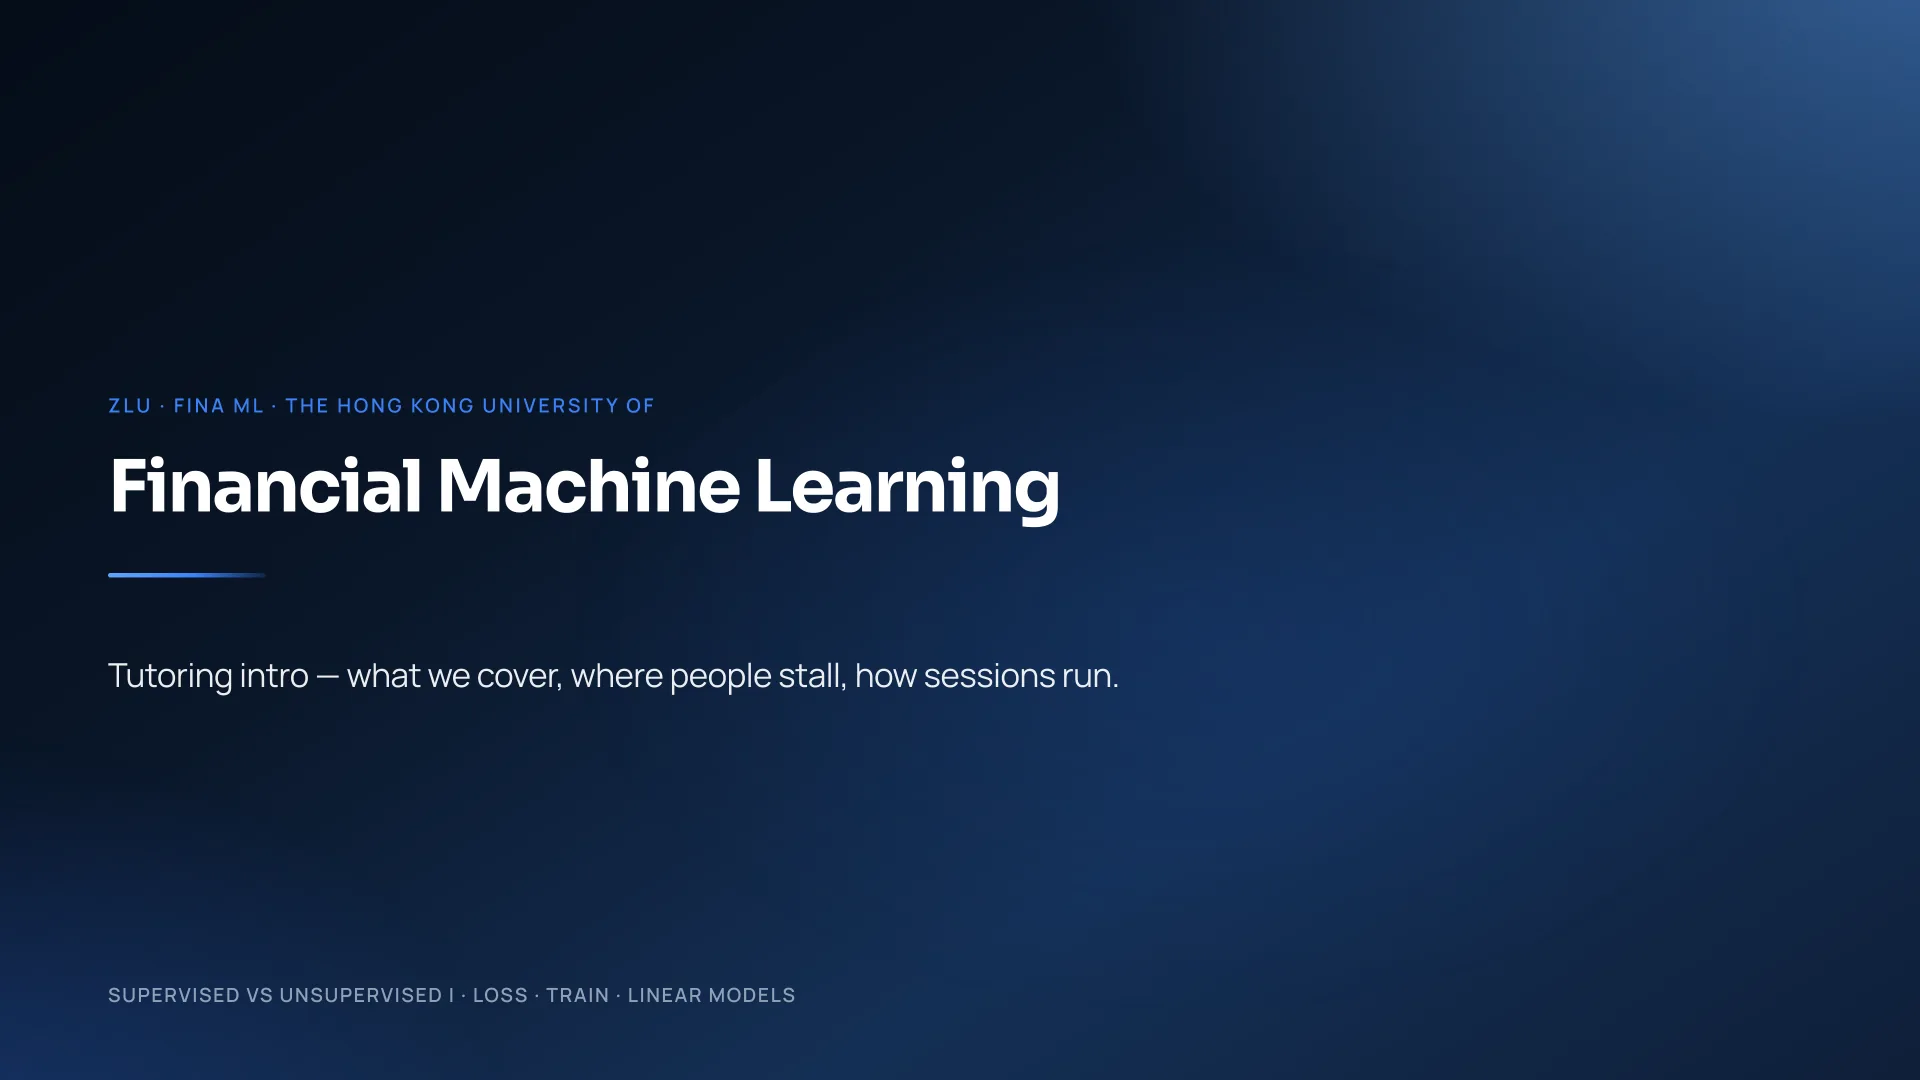 ZLU · FINA ML · THE HONG KONG UNIVERSITY OF
Financial Machine Learning
Tutoring intro — what we cover, where people stall, how sessions run.
SUPERVISED VS UNSUPERVISED I · LOSS · TRAIN · LINEAR MODELS